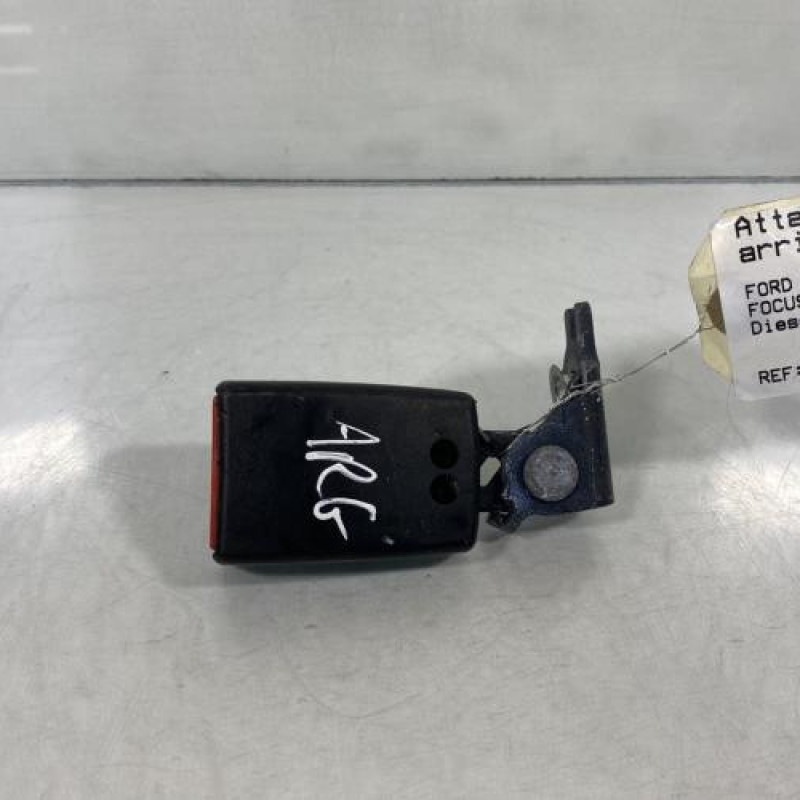 ARG
Atta
arri
FORD
FOCUS
Dies
REF: